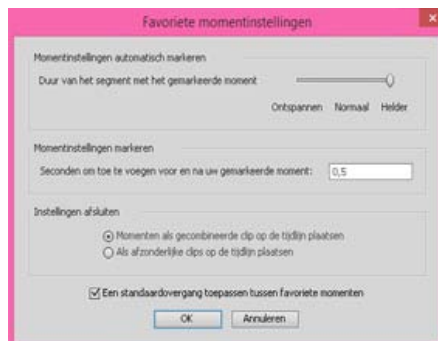 Favoriete momentinstellingen
Momentinstellingen automatisch markeren
Duur van het segment met het gemarkeerde moment
Ontspannen Normaal Helder
Momentinstellingen markeren
Seconden om toe te voegen voor en na uw gemarkeerde moment: 0,5
Instellingen afsluiten
Momenten als gecombineerde clip op de tijdlijn plaatsen
Als afzonderlijke clips op de tijdlijn plaatsen
Een standaardovergang toepassen tussen favoriete momenten
OK Annuleren